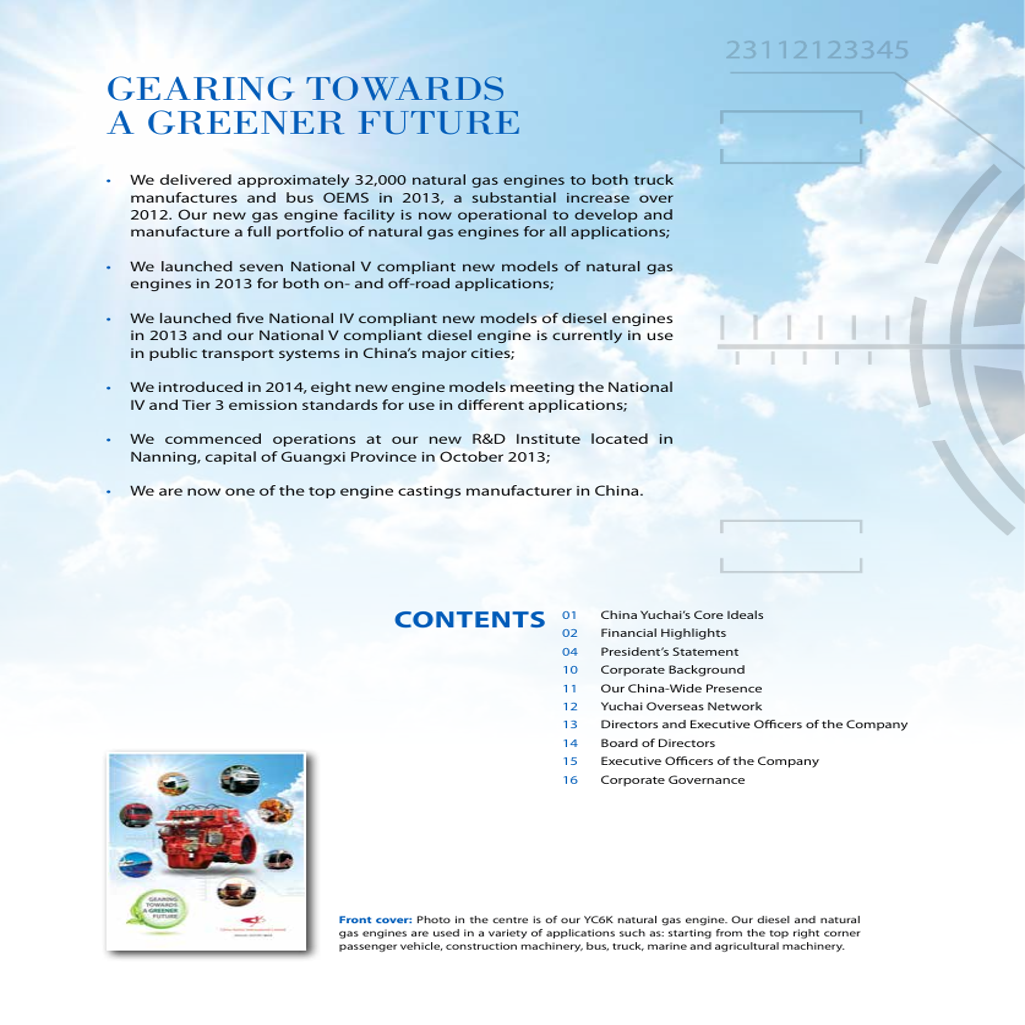 23112123345
GEARING TOWARDS
A GREENER FUTURE
• We delivered approximately 32,000 natural gas engines to both truck
manufactures and bus OEMS in 2013, a substantial increase over
2012. Our new gas engine facility is now operational to develop and
manufacture a full portfolio of natural gas engines for all applications;
• We launched seven National V compliant new models of natural gas
engines in 2013 for both on- and off-road applications;
• We launched five National IV compliant new models of diesel engines
in 2013 and our National V compliant diesel engine is currently in use
in public transport systems in China's major cities;
• We introduced in 2014, eight new engine models meeting the National
IV and Tier 3 emission standards for use in different applications;
• We commenced operations at our new R&D Institute located in
Nanning, capital of Guangxi Province in October 2013;
• We are now one of the top engine castings manufacturer in China.
CONTENTS
01 China Yuchai's Core Ideals
02 Financial Highlights
04 President's Statement
10 Corporate Background
11 Our China-Wide Presence
12 Yuchai Overseas Network
13 Directors and Executive Officers of the Company
14 Board of Directors
15 Executive Officers of the Company
16 Corporate Governance
GEARING
TOWARDS
A GREENER
FUTURE
Front cover: Photo in the centre is of our YC6K natural gas engine. Our diesel and natural
gas engines are used in a variety of applications such as: starting from the top right corner
passenger vehicle, construction machinery, bus, truck, marine and agricultural machinery.